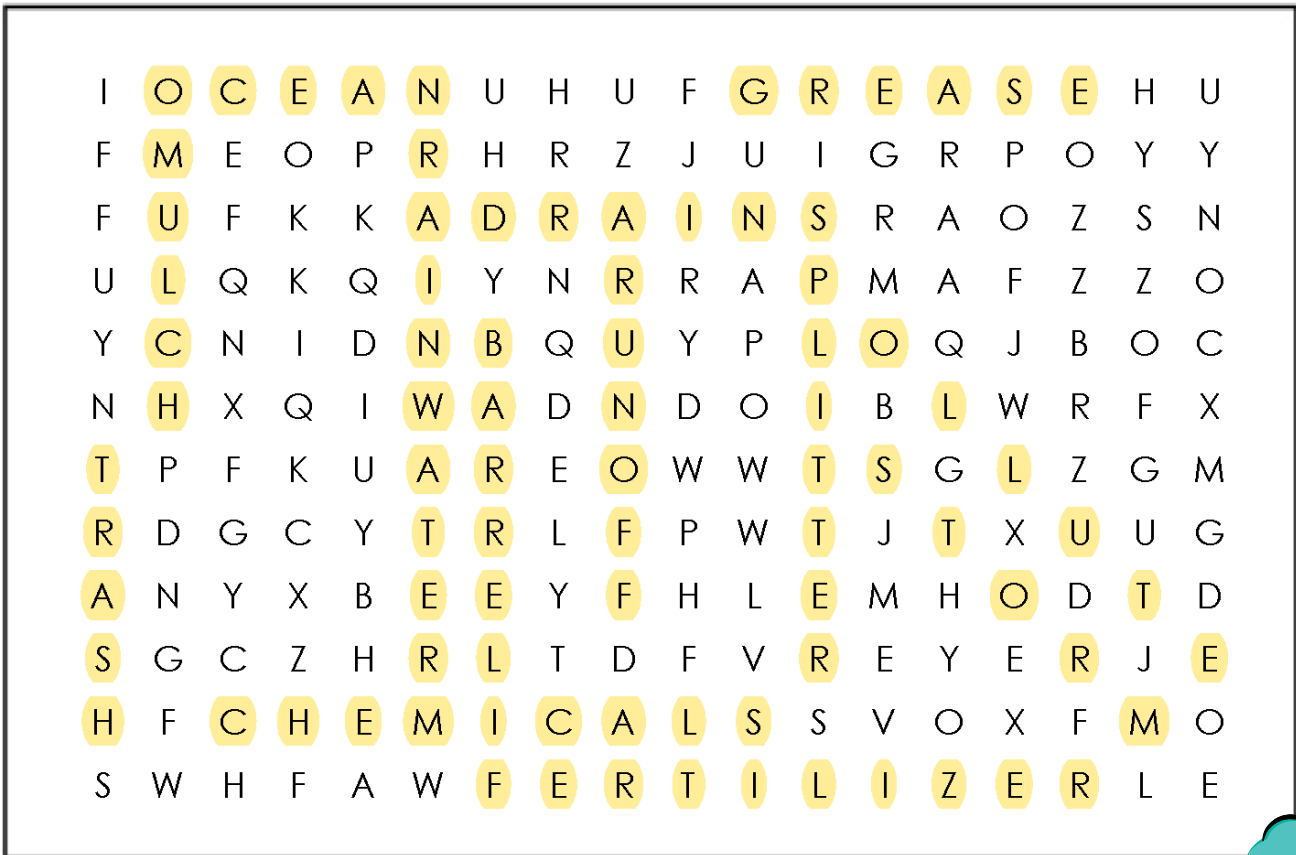 I O C E A N U H U F G R E A S E H U
F M E O P R H R Z J U I G R P O Y Y
F U F K K A D R A I N S R A O Z S N
U L Q K Q I Y N R R A P M A F Z Z O
Y C N I D N B Q U Y P L O Q J B O C
N H X Q I W A D N D O I B L W R F X
T P F K U A R E O W W T S G L Z G M
R D G C Y T R L F P W T J T X U U G
A N Y X B E E Y F H L E M H O D T D
S G C Z H R L T D F V R E Y E R J E
H F C H E M I C A L S S V O X F M O
S W H F A W F E R T I L I Z E R L E